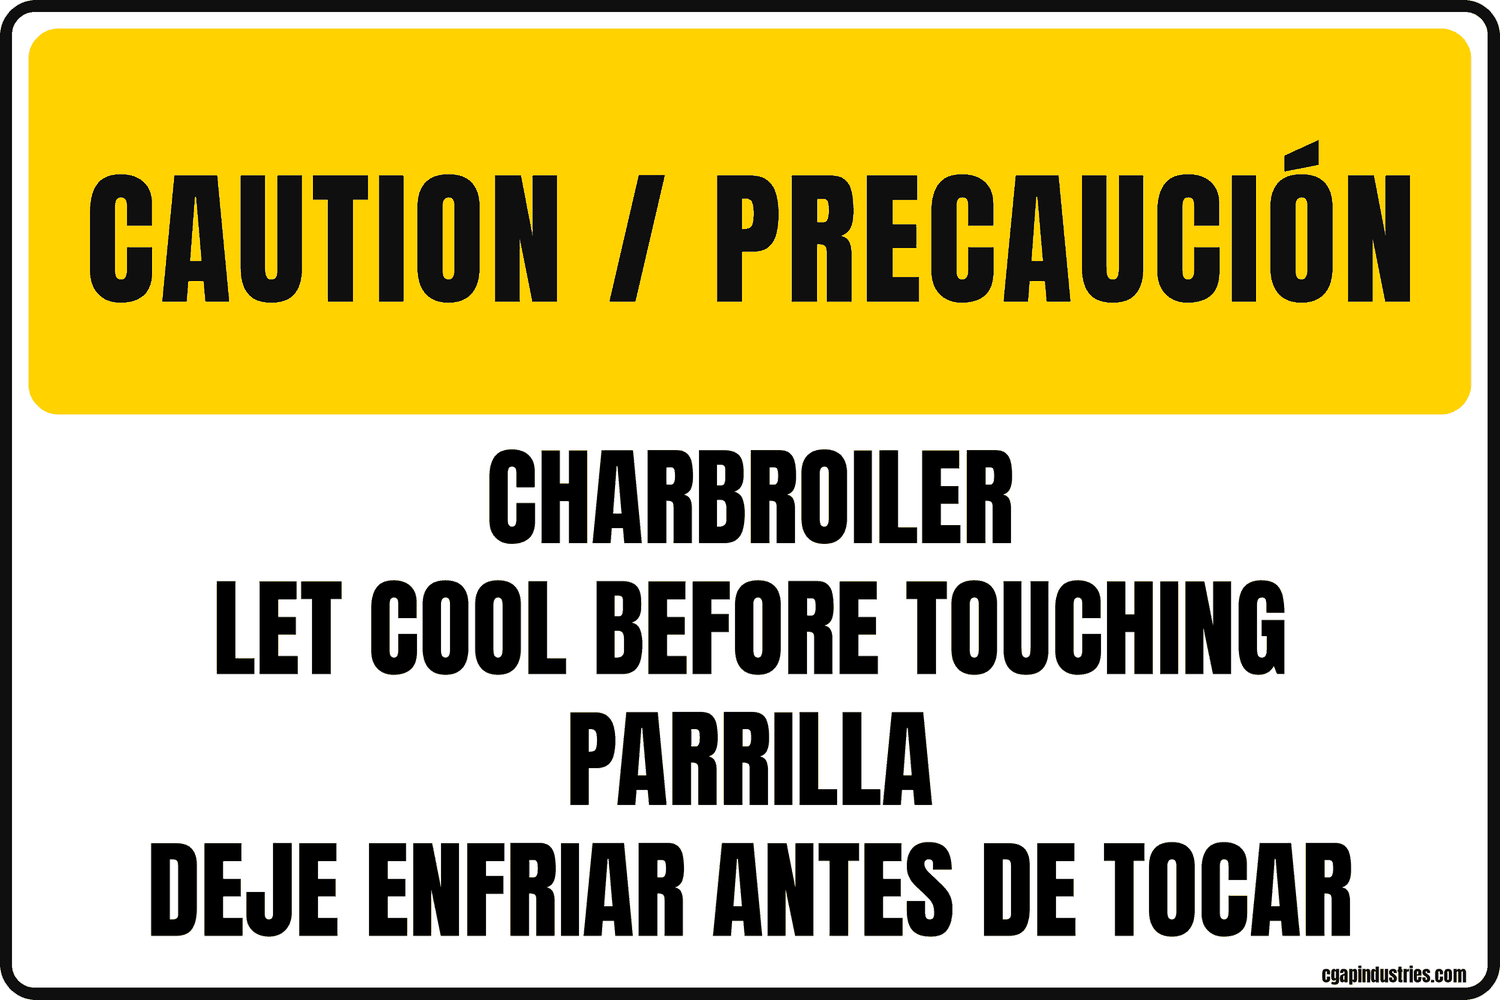 CAUTION / PRECAUCIÓN
CHARBROILER
LET COOL BEFORE TOUCHING
PARRILLA
DEJE ENFRIAR ANTES DE TOCAR
cgapindustries.com